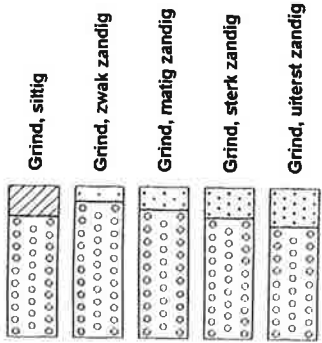 Grind, siltig
Grind, zwak zandig
Grind, matig zandig
Grind, sterk zandig
Grind, uiterst zandig